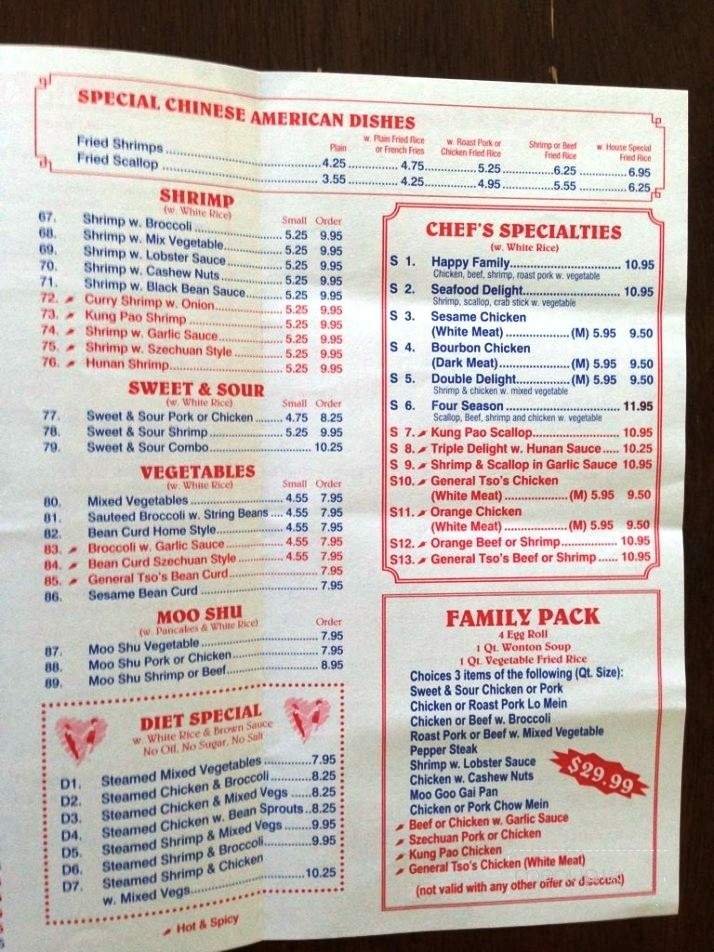 SPECIAL CHINESE AMERICAN DISHES
Plain w. Plain Fried Rice or French Fries w. Roast Pork or Chicken Fried Rice Shrimp or Beef Fried Rice w. House Special Fried Rice
Fried Shrimps 4.25 4.75 5.25 6.25 6.95
Fried Scallop 3.55 4.25 4.95 5.55 6.25
SHRIMP
(w. White Rice)
Small Order
67. Shrimp w. Broccoli 5.25 9.95
68. Shrimp w. Mix Vegetable 5.25 9.95
69. Shrimp w. Lobster Sauce 5.25 9.95
70. Shrimp w. Cashew Nuts 5.25 9.95
71. Shrimp w. Black Bean Sauce 5.25 9.95
72. Curry Shrimp w. Onion 5.25 9.95
73. Kung Pao Shrimp 5.25 9.95
74. Shrimp w. Garlic Sauce 5.25 9.95
75. Shrimp w. Szechuan Style 5.25 9.95
76. Hunan Shrimp 5.25 9.95
SWEET & SOUR
(w. White Rice)
Small Order
77. Sweet & Sour Pork or Chicken 4.75 8.25
78. Sweet & Sour Shrimp 5.25 9.95
79. Sweet & Sour Combo 10.25
VEGETABLES
(w. White Rice)
Small Order
80. Mixed Vegetables 4.55 7.95
81. Sauteed Broccoli w. String Beans 4.55 7.95
82. Bean Curd Home Style 4.55 7.95
83. Broccoli w. Garlic Sauce 4.55 7.95
84. Bean Curd Szechuan Style 4.55 7.95
85. General Tso's Bean Curd 7.95
86. Sesame Bean Curd 7.95
MOO SHU
(w. Pancakes & White Rice)
Order
87. Moo Shu Vegetable 7.95
88. Moo Shu Pork or Chicken 7.95
89. Moo Shu Shrimp or Beef 8.95
DIET SPECIAL
w. White Rice & Brown Sauce
No Oil, No Sugar, No Salt
D1. Steamed Mixed Vegetables 7.95
D2. Steamed Chicken & Broccoli 8.25
D3. Steamed Chicken & Mixed Vegs 8.25
D4. Steamed Chicken w. Bean Sprouts 8.25
D5. Steamed Shrimp & Mixed Vegs 9.95
D6. Steamed Shrimp & Broccoli 9.95
D7. Steamed Shrimp & Chicken
w. Mixed Vegs 10.25
Hot & Spicy
CHEF'S SPECIALTIES
(w. White Rice)
S 1. Happy Family 10.95
Chicken, beef, shrimp, roast pork w. vegetable
S 2. Seafood Delight 10.95
Shrimp, scallop, crab stick w. vegetable
S 3. Sesame Chicken
(White Meat) (M) 5.95 9.50
S 4. Bourbon Chicken
(Dark Meat) (M) 5.95 9.50
S 5. Double Delight (M) 5.95 9.50
Shrimp & chicken w. mixed vegetable
S 6. Four Season 11.95
Scallop, Beef, shrimp and chicken w. vegetable
S 7. Kung Pao Scallop 10.95
S 8. Triple Delight w. Hunan Sauce 10.25
S 9. Shrimp & Scallop in Garlic Sauce 10.95
S10. General Tso's Chicken
(White Meat) (M) 5.95 9.50
S11. Orange Chicken
(White Meat) (M) 5.95 9.50
S12. Orange Beef or Shrimp 10.95
S13. General Tso's Beef or Shrimp 10.95
FAMILY PACK
4 Egg Roll
1 Qt. Wonton Soup
1 Qt. Vegetable Fried Rice
Choices 3 items of the following (Qt. Size):
Sweet & Sour Chicken or Pork
Chicken or Roast Pork Lo Mein
Chicken or Beef w. Broccoli
Roast Pork or Beef w. Mixed Vegetable
Pepper Steak
Shrimp w. Lobster Sauce
Chicken w. Cashew Nuts
Moo Goo Gai Pan
Chicken or Pork Chow Mein
Beef or Chicken w. Garlic Sauce
Szechuan Pork or Chicken
Kung Pao Chicken
General Tso's Chicken (White Meat)
$29.99
(not valid with any other offer or discount)